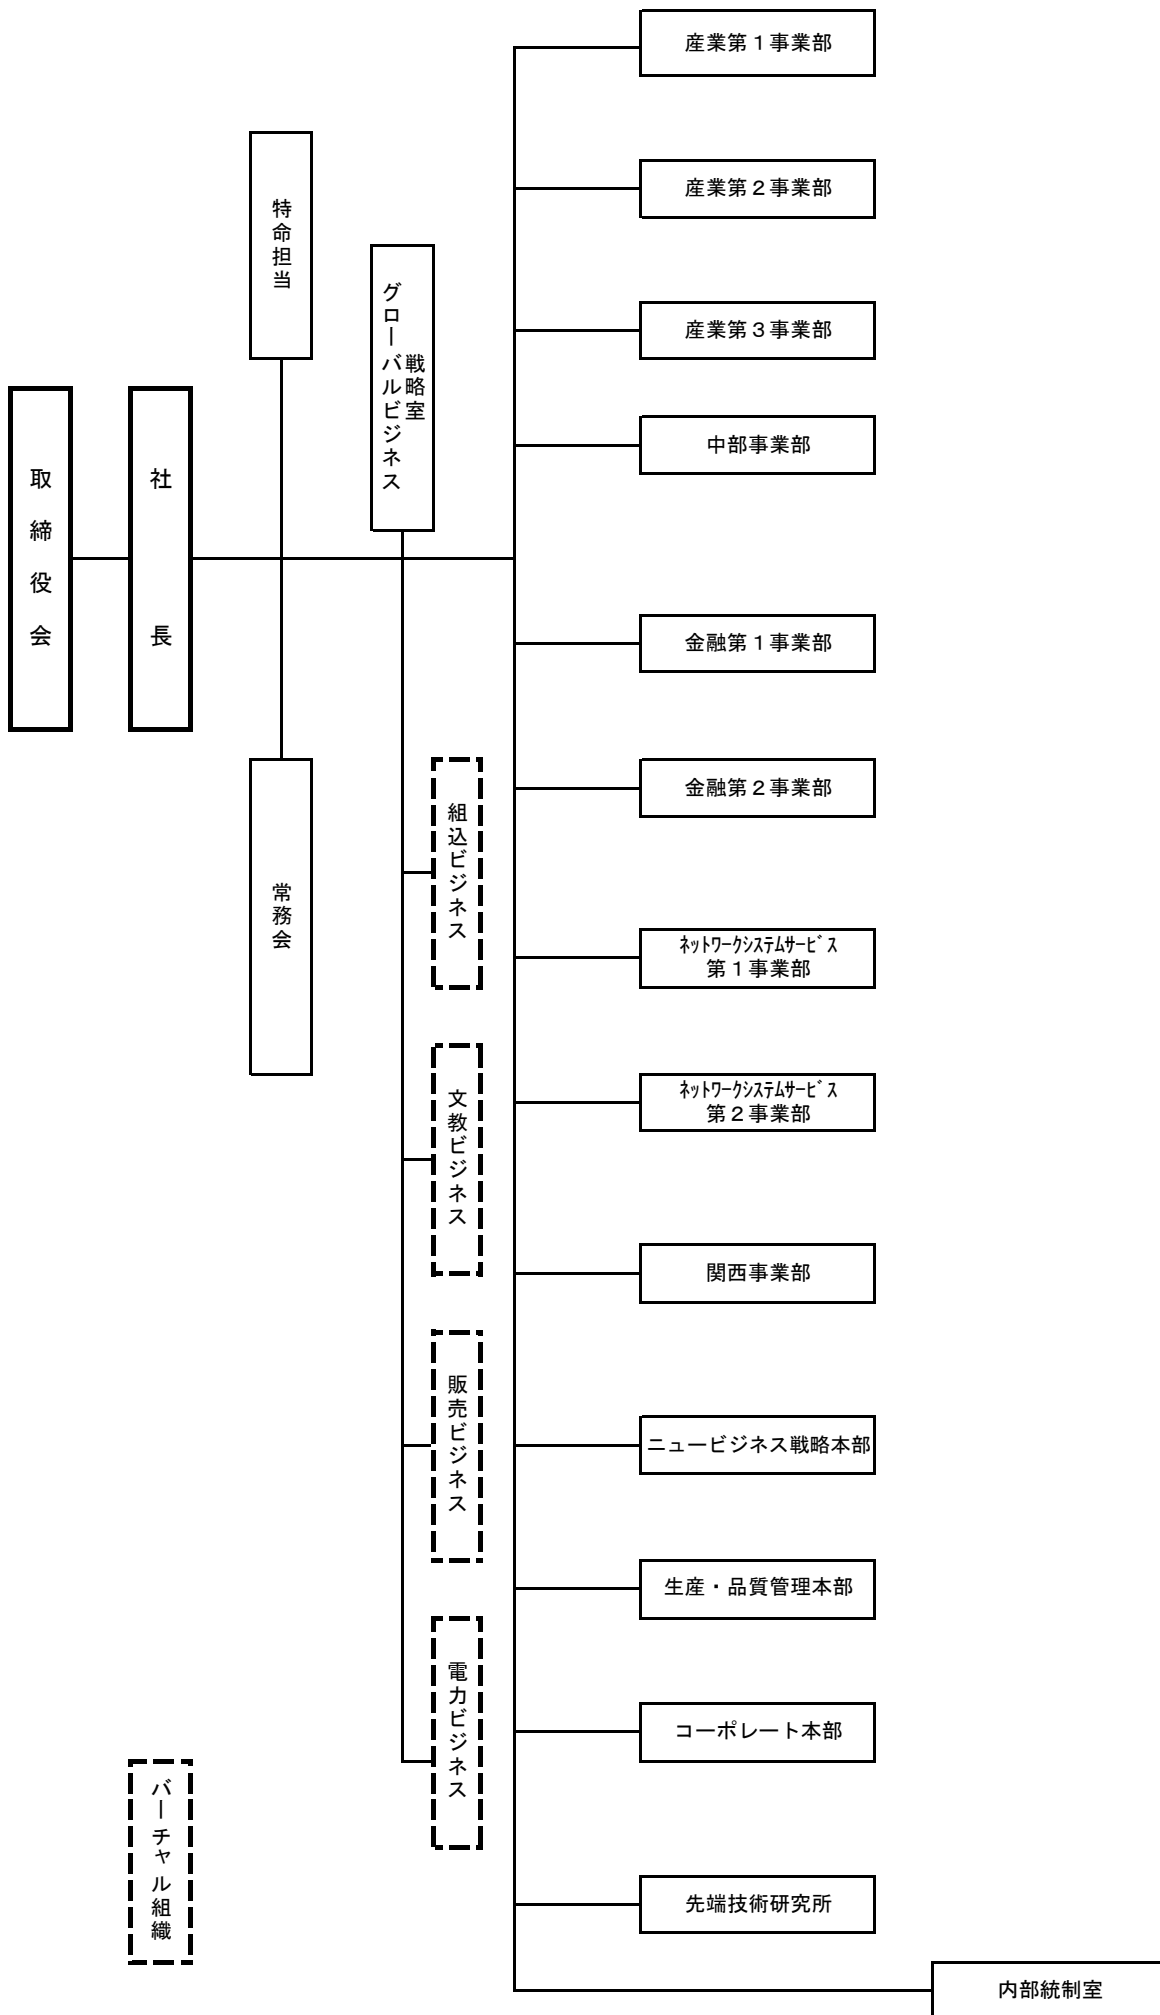 取締役会
社長
特命担当
常務会
グローバルビジネス
戦略室
組込ビジネス
文教ビジネス
販売ビジネス
電力ビジネス
バーチャル組織
産業第１事業部
産業第２事業部
産業第３事業部
中部事業部
金融第１事業部
金融第２事業部
ﾈｯﾄﾜｰｸｼｽﾃﾑｻｰﾋﾞｽ
第１事業部
ﾈｯﾄﾜｰｸｼｽﾃﾑｻｰﾋﾞｽ
第２事業部
関西事業部
ニュービジネス戦略本部
生産・品質管理本部
コーポレート本部
先端技術研究所
内部統制室